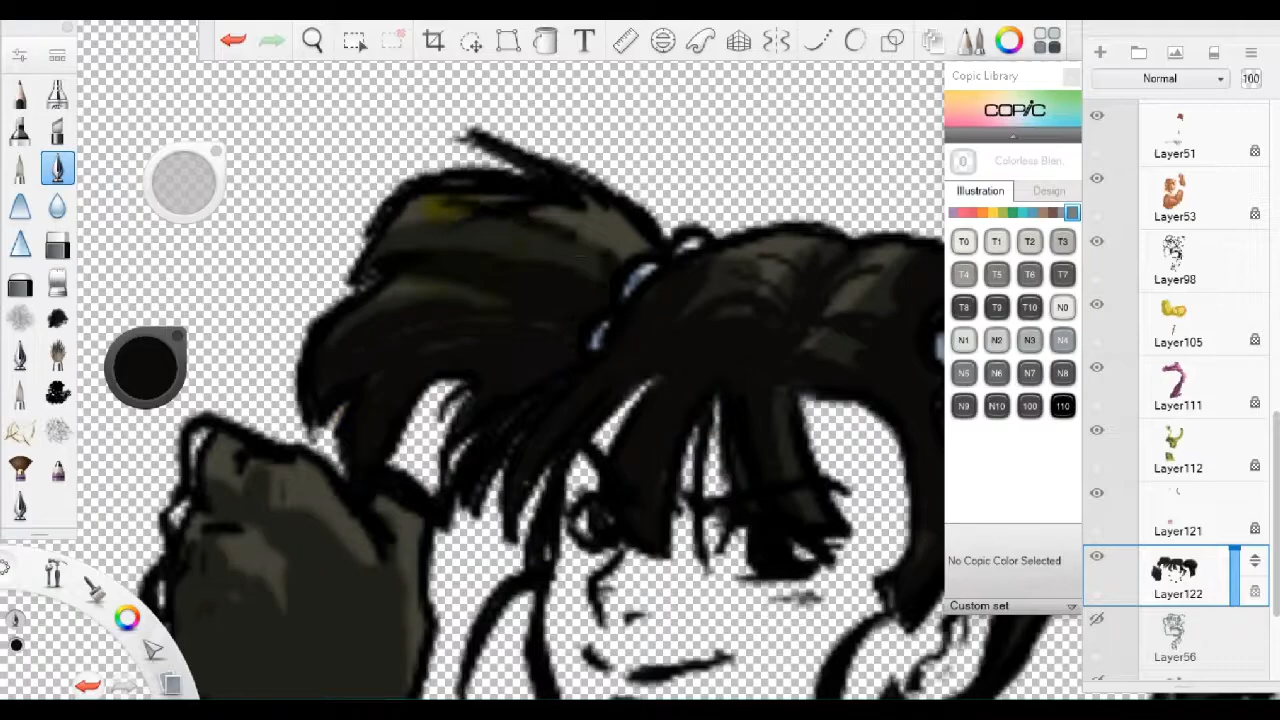 T
Copic Library
COPIC
0 Colorless Blen.
Illustration Design
T0 T1 T2 T3
T4 T5 T6 T7
T8 T9 T10 N0
N1 N2 N3 N4
N5 N6 N7 N8
N9 N10 100 110
No Copic Color Selected
Custom set
Normal 100
Layer51
Layer53
Layer98
Layer105
Layer111
Layer112
Layer121
Layer122
Layer56